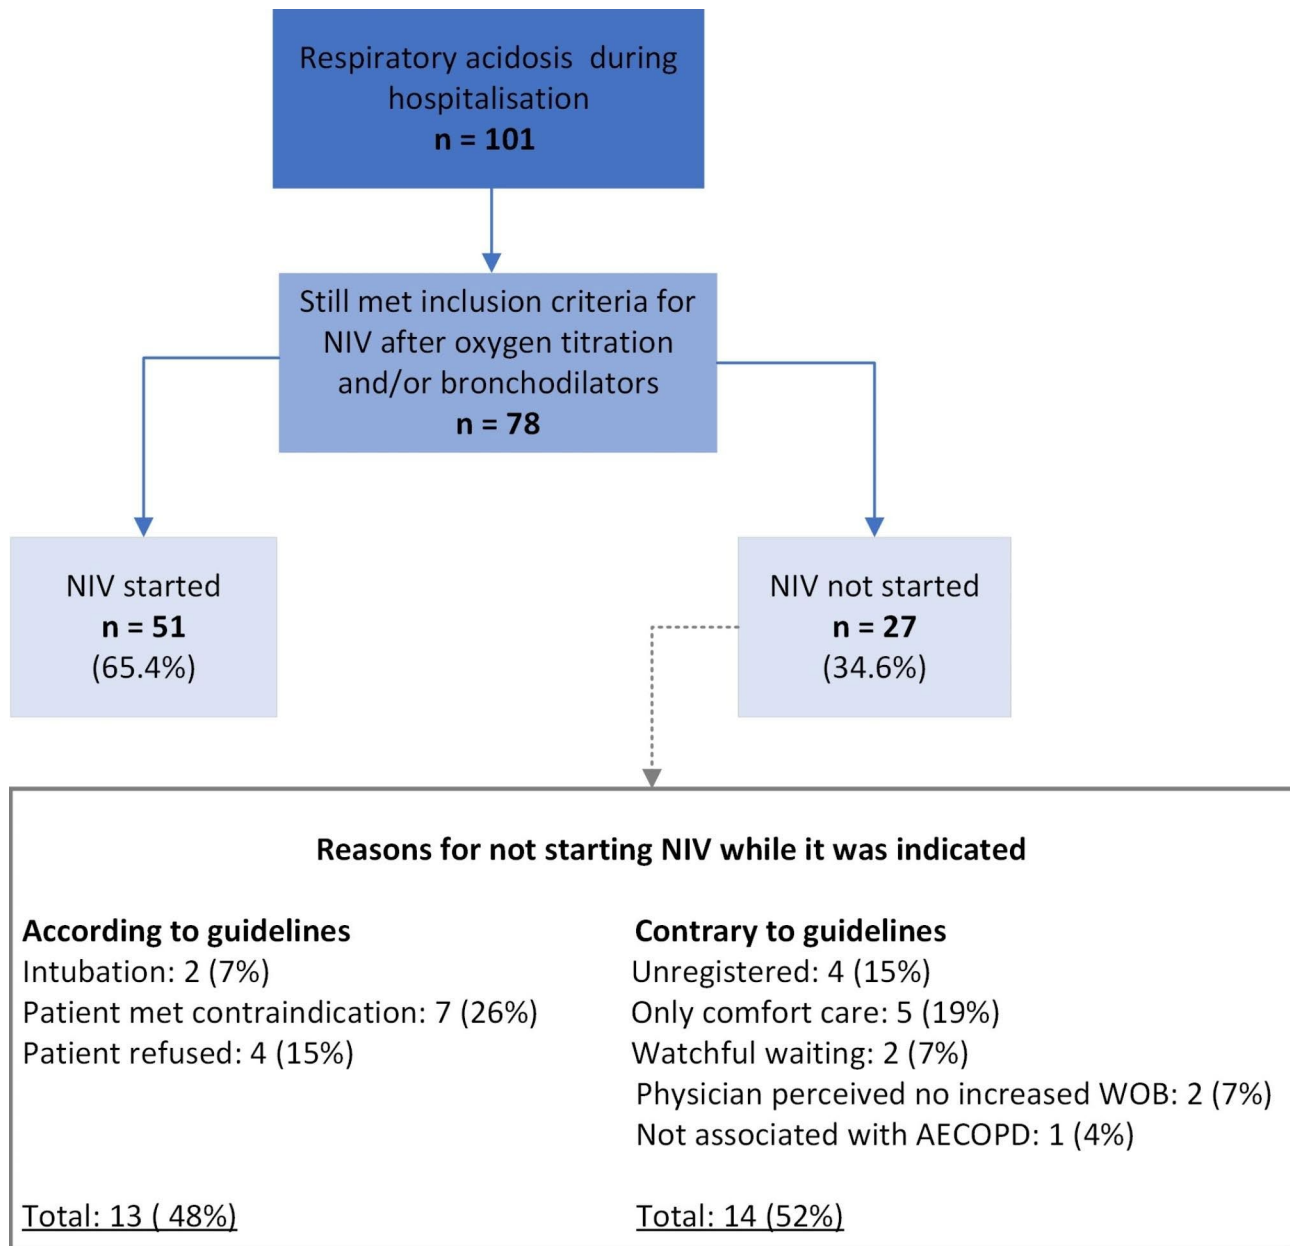 Respiratory acidosis during
hospitalisation
n = 101
Still met inclusion criteria for
NIV after oxygen titration
and/or bronchodilators
n = 78
NIV started
n = 51
(65.4%)
NIV not started
n = 27
(34.6%)
Reasons for not starting NIV while it was indicated
According to guidelines
Intubation: 2 (7%)
Patient met contraindication: 7 (26%)
Patient refused: 4 (15%)
Total: 13 ( 48%)
Contrary to guidelines
Unregistered: 4 (15%)
Only comfort care: 5 (19%)
Watchful waiting: 2 (7%)
Physician perceived no increased WOB: 2 (7%)
Not associated with AECOPD: 1 (4%)
Total: 14 (52%)